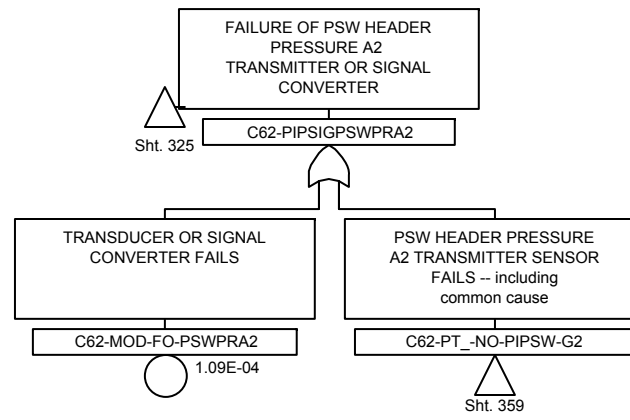 FAILURE OF PSW HEADER
PRESSURE A2
TRANSMITTER OR SIGNAL
CONVERTER
C62-PIPSIGPSWPRA2
Sht. 325
TRANSDUCER OR SIGNAL
CONVERTER FAILS
C62-MOD-FO-PSWPRA2
1.09E-04
PSW HEADER PRESSURE
A2 TRANSMITTER SENSOR
FAILS -- including
common cause
C62-PT_-NO-PIPSW-G2
Sht. 359